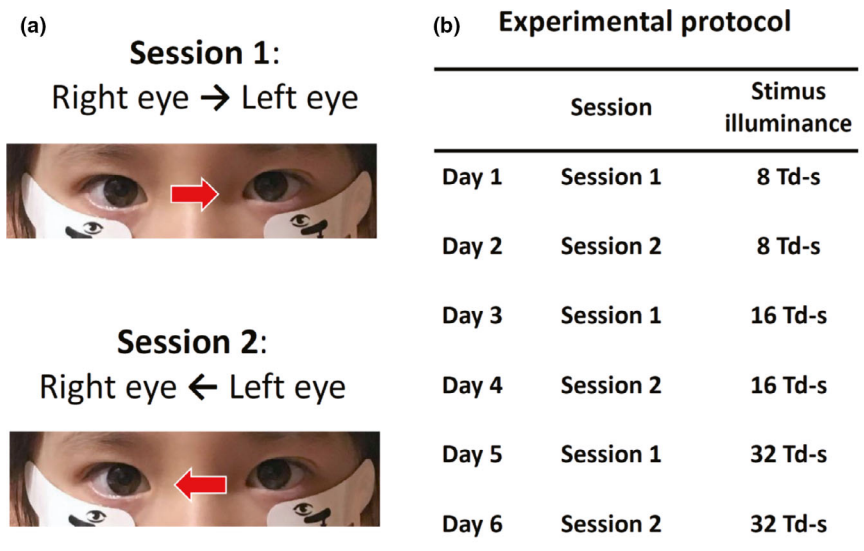 (a)
Session 1:
Right eye → Left eye
Session 2:
Right eye ← Left eye
(b) Experimental protocol
Session Stimus
illuminance
Day 1 Session 1 8 Td-s
Day 2 Session 2 8 Td-s
Day 3 Session 1 16 Td-s
Day 4 Session 2 16 Td-s
Day 5 Session 1 32 Td-s
Day 6 Session 2 32 Td-s